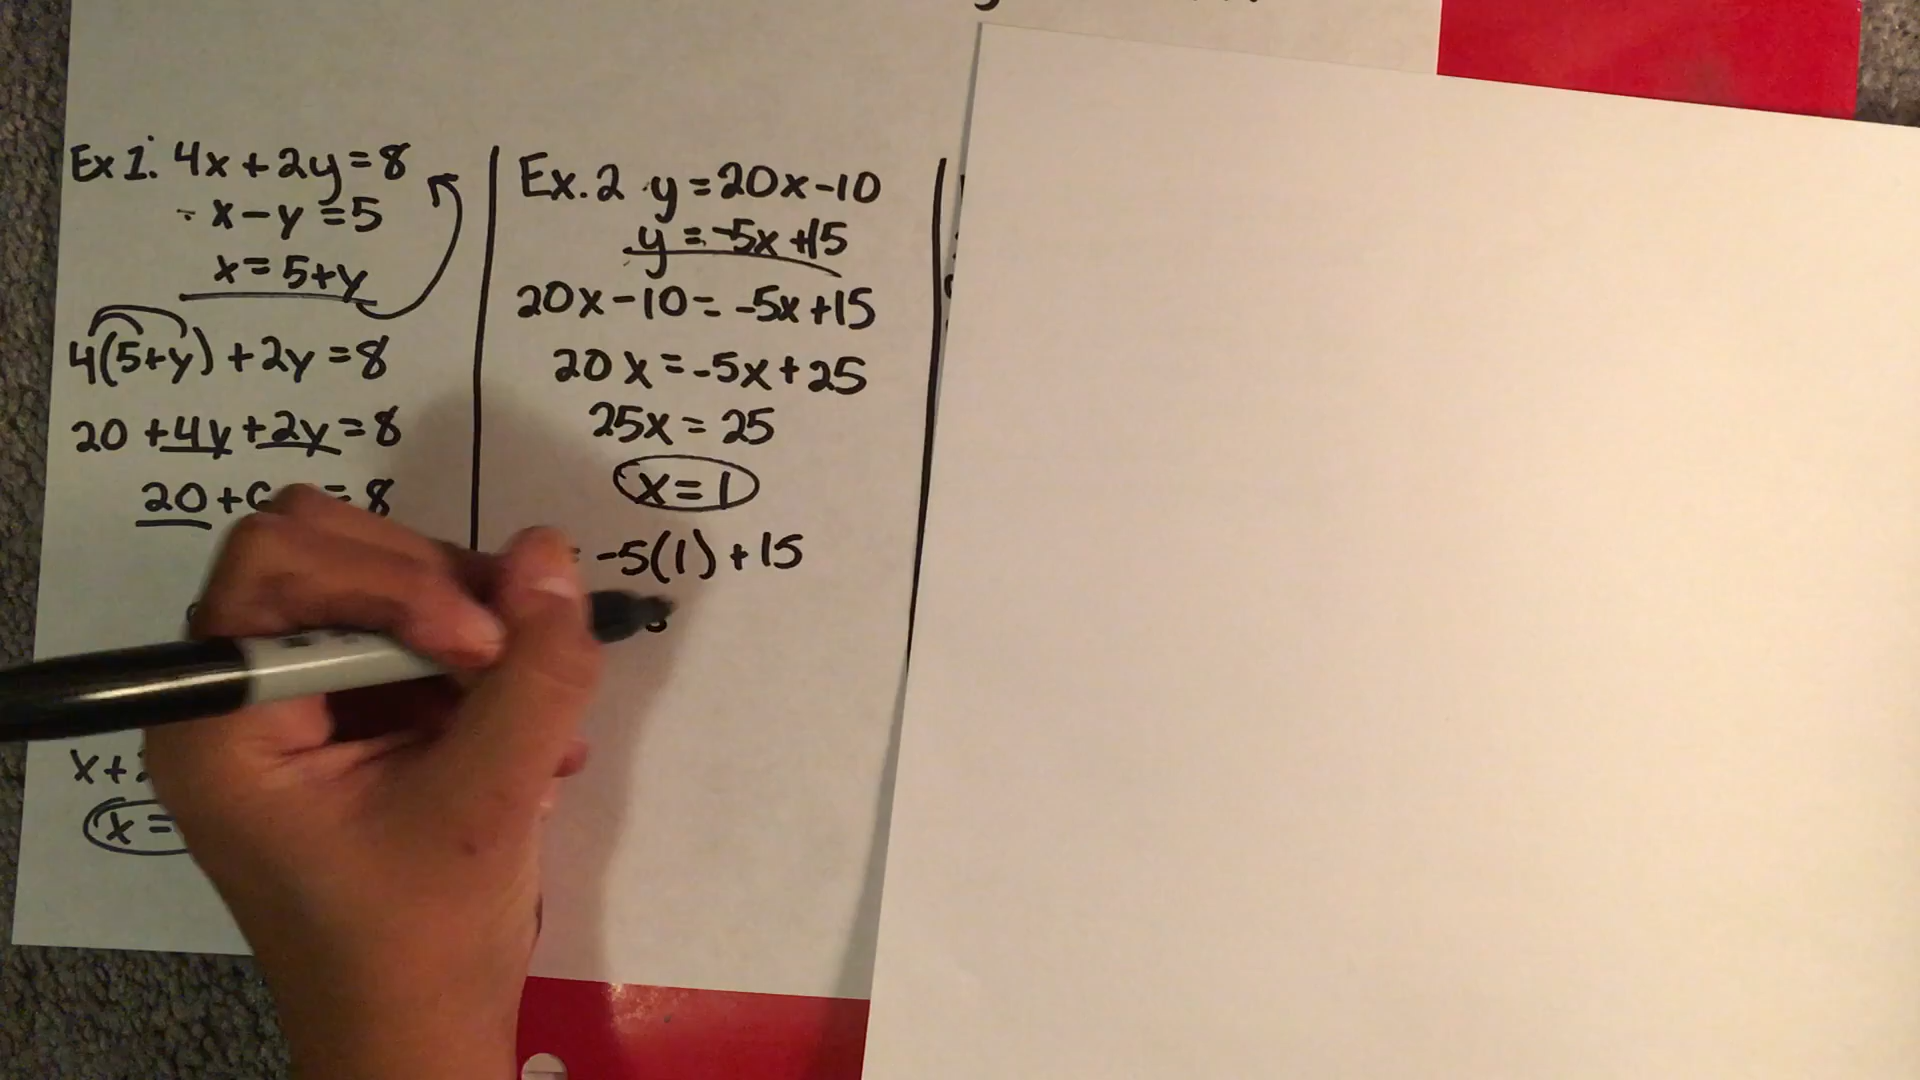 Ex 1: 4x + 2y = 8
x - y = 5
x = 5 + y
4(5+y) + 2y = 8
20 + 4y + 2y = 8
20 + = 8
x +
x =
Ex. 2 y = 20x - 10
y = -5x + 15
20x - 10 = -5x + 15
20x = -5x + 25
25x = 25
x = 1
-5(1) + 15